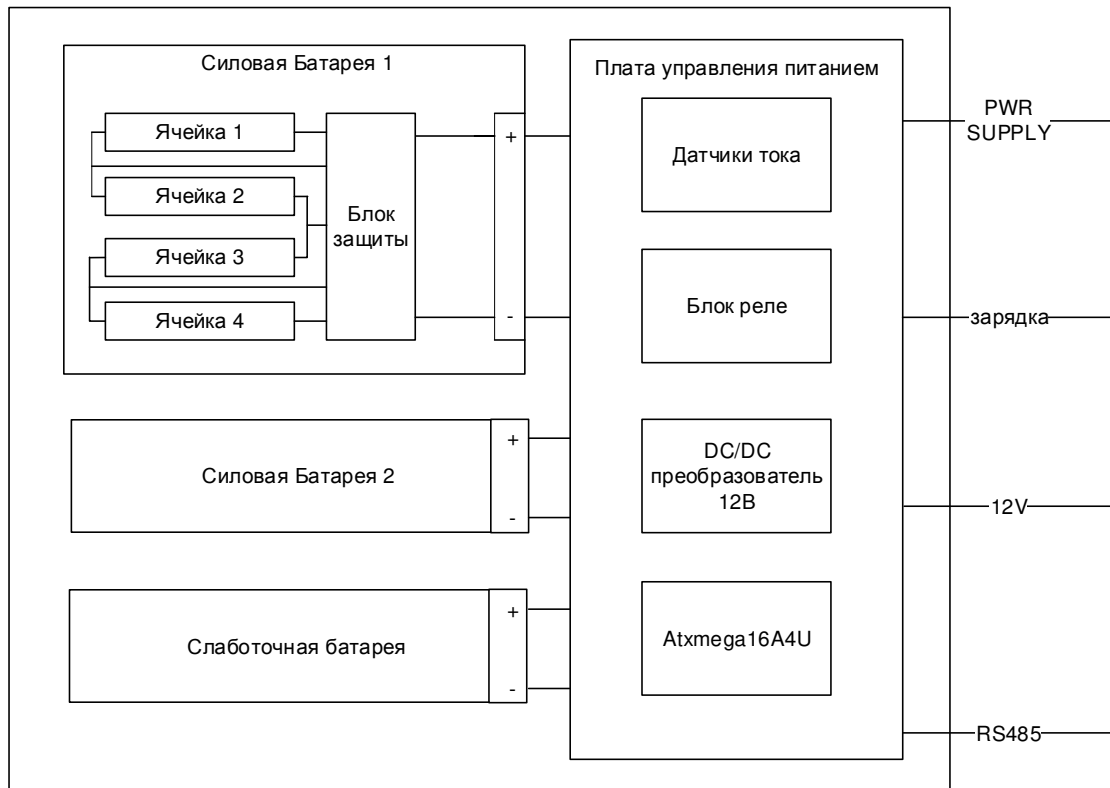 Силовая Батарея 1
Ячейка 1
Ячейка 2
Ячейка 3
Ячейка 4
Блок
защиты
+
-
Силовая Батарея 2
+
-
Слаботочная батарея
+
-
Плата управления питанием
Датчики тока
Блок реле
DC/DC
преобразователь
12В
Atxmega16A4U
PWR
SUPPLY
зарядка
12V
RS485